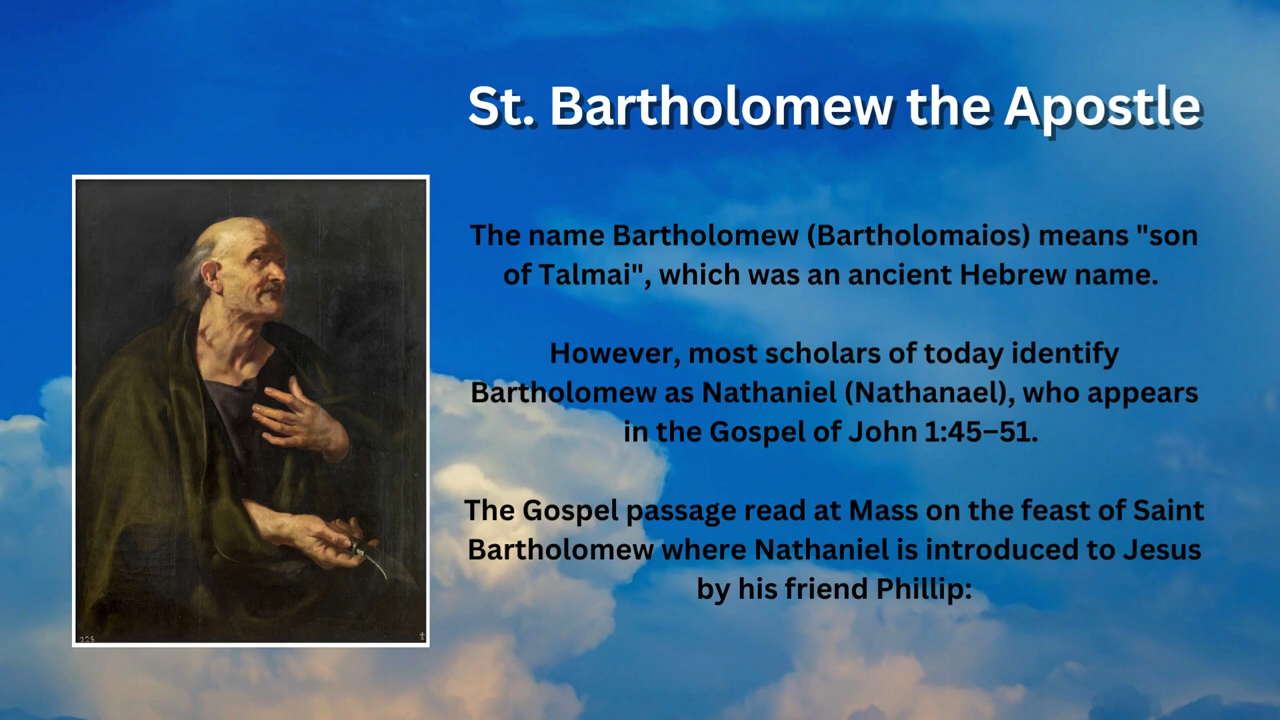 St. Bartholomew the Apostle
The name Bartholomew (Bartholomaios) means "son
of Talmai", which was an ancient Hebrew name.
However, most scholars of today identify
Bartholomew as Nathaniel (Nathanael), who appears
in the Gospel of John 1:45–51.
The Gospel passage read at Mass on the feast of Saint
Bartholomew where Nathaniel is introduced to Jesus
by his friend Phillip: